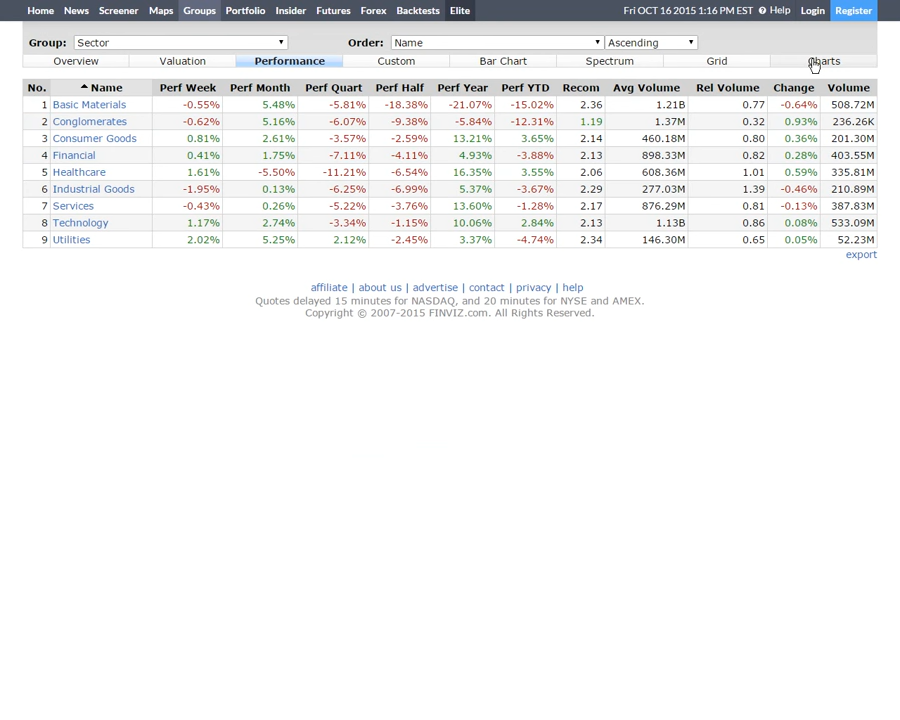 Home News Screener Maps Groups Portfolio Insider Futures Forex Backtests Elite Fri OCT 16 2015 1:16 PM EST Help Login Register
Group: Sector Order: Name Ascending
Overview Valuation Performance Custom Bar Chart Spectrum Grid Charts
No. Name Perf Week Perf Month Perf Quart Perf Half Perf Year Perf YTD Recom Avg Volume Rel Volume Change Volume
1 Basic Materials -0.55% 5.48% -5.81% -18.38% -21.07% -15.02% 2.36 1.21B 0.77 -0.64% 508.72M
2 Conglomerates -0.62% 5.16% -6.07% -9.38% -5.84% -12.31% 1.19 1.37M 0.32 0.93% 236.26K
3 Consumer Goods 0.81% 2.61% -3.57% -2.59% 13.21% 3.65% 2.14 460.18M 0.80 0.36% 201.30M
4 Financial 0.41% 1.75% -7.11% -4.11% 4.93% -3.88% 2.13 898.33M 0.82 0.28% 403.55M
5 Healthcare 1.61% -5.50% -11.21% -6.54% 16.35% 3.55% 2.06 608.36M 1.01 0.59% 335.81M
6 Industrial Goods -1.95% 0.13% -6.25% -6.99% 5.37% -3.67% 2.29 277.03M 1.39 -0.46% 210.89M
7 Services -0.43% 0.26% -5.22% -3.76% 13.60% -1.28% 2.17 876.29M 0.81 -0.13% 387.83M
8 Technology 1.17% 2.74% -3.34% -1.15% 10.06% 2.84% 2.13 1.13B 0.86 0.08% 533.09M
9 Utilities 2.02% 5.25% 2.12% -2.45% 3.37% -4.74% 2.34 146.30M 0.65 0.05% 52.23M
export
affiliate | about us | advertise | contact | privacy | help
Quotes delayed 15 minutes for NASDAQ, and 20 minutes for NYSE and AMEX.
Copyright © 2007-2015 FINVIZ.com. All Rights Reserved.